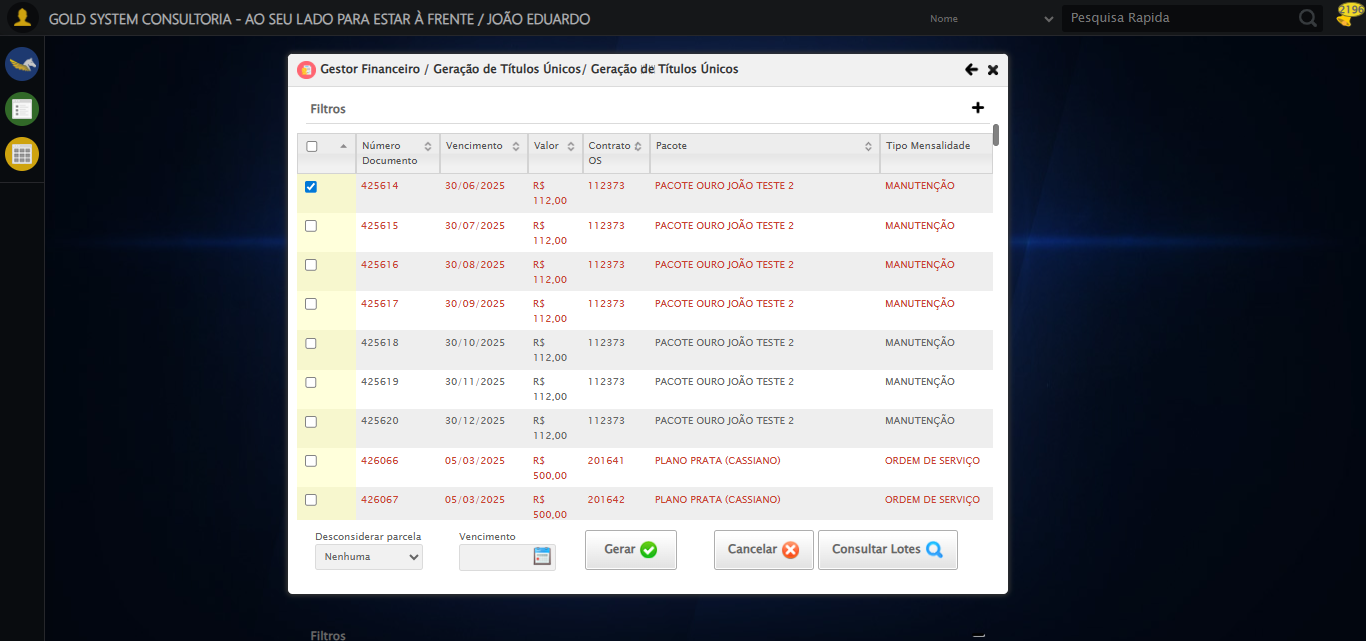 GOLD SYSTEM CONSULTORIA - AO SEU LADO PARA ESTAR À FRENTE / JOÃO EDUARDO
Nome
Pesquisa Rapida
2196
Gestor Financeiro / Geração de Títulos Únicos/ Geração de Títulos Únicos
Filtros
Número Documento Vencimento Valor Contrato OS Pacote Tipo Mensalidade
425614 30/06/2025 R$ 112,00 112373 PACOTE OURO JOÃO TESTE 2 MANUTENÇÃO
425615 30/07/2025 R$ 112,00 112373 PACOTE OURO JOÃO TESTE 2 MANUTENÇÃO
425616 30/08/2025 R$ 112,00 112373 PACOTE OURO JOÃO TESTE 2 MANUTENÇÃO
425617 30/09/2025 R$ 112,00 112373 PACOTE OURO JOÃO TESTE 2 MANUTENÇÃO
425618 30/10/2025 R$ 112,00 112373 PACOTE OURO JOÃO TESTE 2 MANUTENÇÃO
425619 30/11/2025 R$ 112,00 112373 PACOTE OURO JOÃO TESTE 2 MANUTENÇÃO
425620 30/12/2025 R$ 112,00 112373 PACOTE OURO JOÃO TESTE 2 MANUTENÇÃO
426066 05/03/2025 R$ 500,00 201641 PLANO PRATA (CASSIANO) ORDEM DE SERVIÇO
426067 05/03/2025 R$ 500,00 201642 PLANO PRATA (CASSIANO) ORDEM DE SERVIÇO
Desconsiderar parcela Vencimento
Nenhuma Gerar Cancelar Consultar Lotes
Filtros